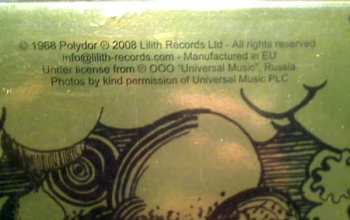 © 1968 Polydor ℗ 2008 Lilith Records Ltd - All rights reserved
info@lilith-records.com - Manufactured in EU
Under license from ℗ OOO "Universal Music", Russia
Photos by kind permission of Universal Music PLC